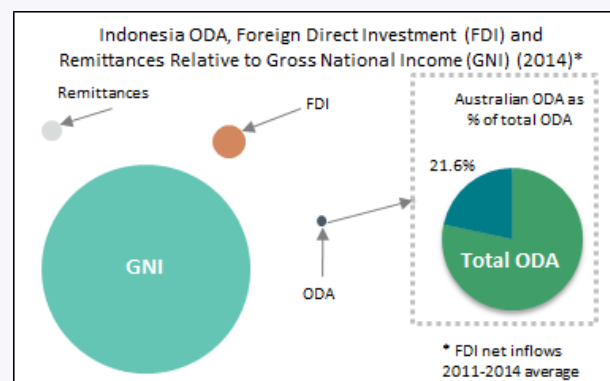 Indonesia ODA, Foreign Direct Investment (FDI) and
Remittances Relative to Gross National Income (GNI) (2014)*
Remittances
FDI
GNI
ODA
Australian ODA as
% of total ODA
21.6%
Total ODA
* FDI net inflows
2011-2014 average